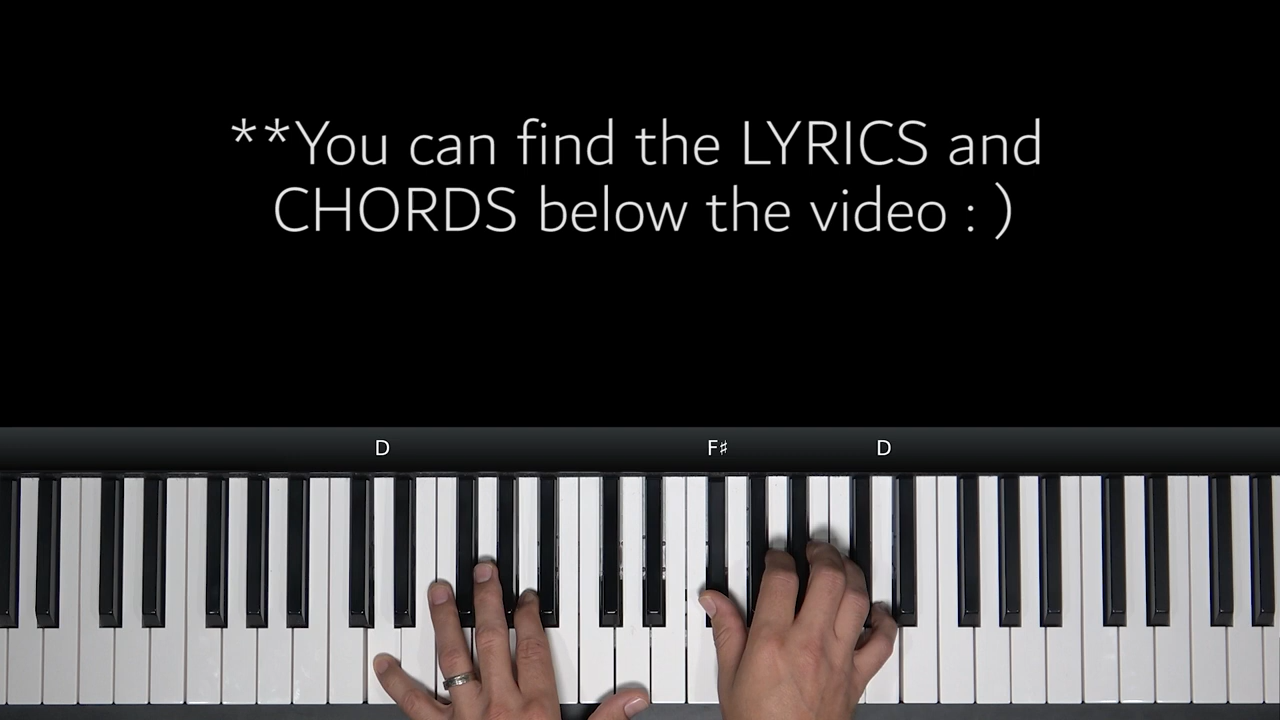 **You can find the LYRICS and
CHORDS below the video : )
D F♯ D